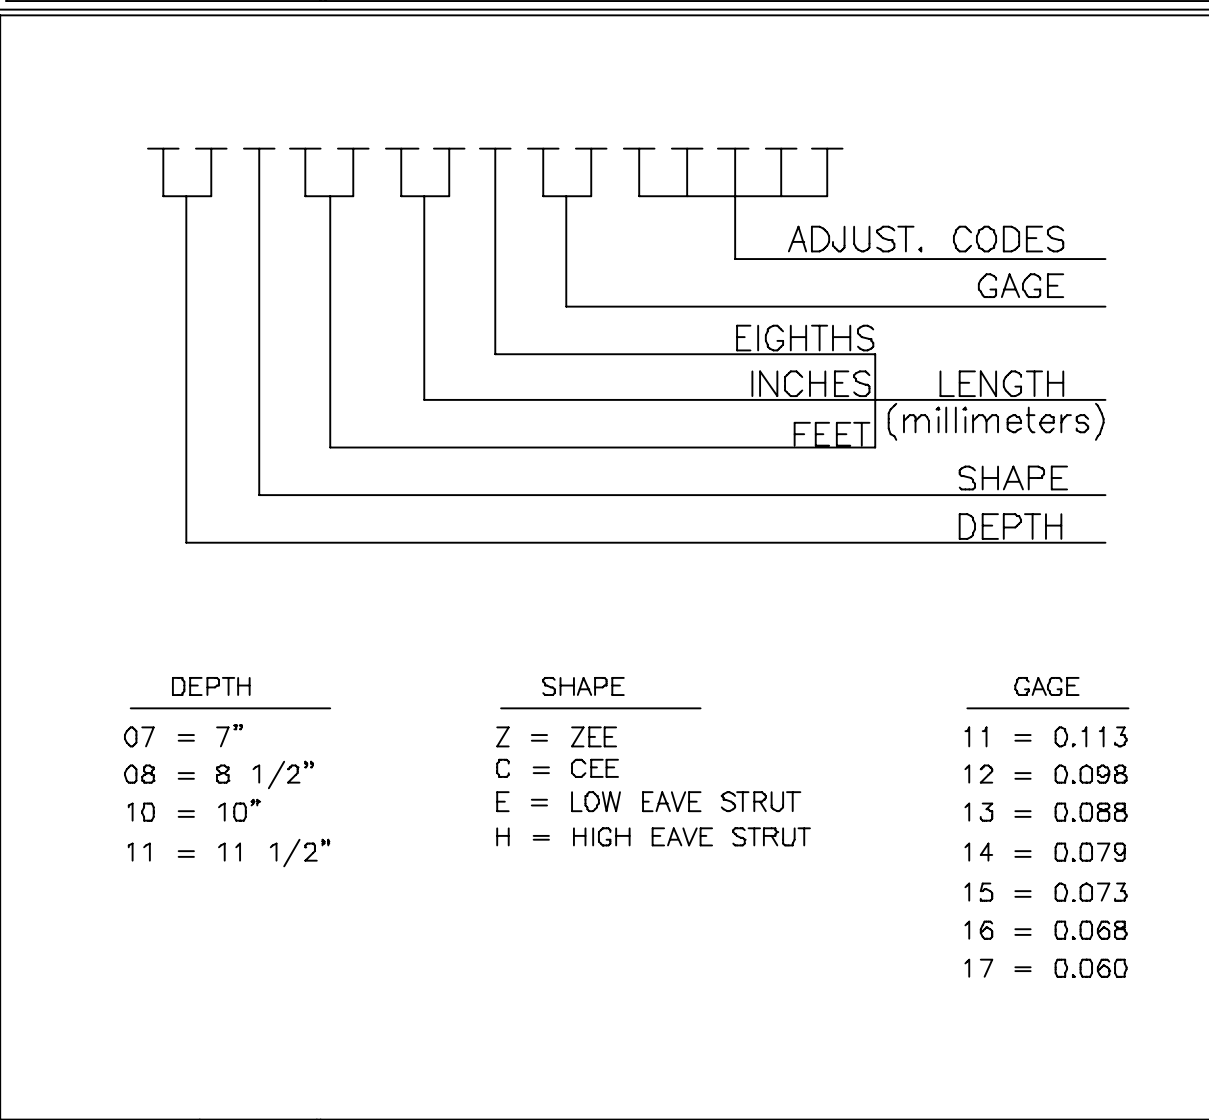 ADJUST. CODES
GAGE
EIGHTHS
INCHES LENGTH
(millimeters)
FEET
SHAPE
DEPTH
DEPTH
07 = 7"
08 = 8 1/2"
10 = 10"
11 = 11 1/2"
SHAPE
Z = ZEE
C = CEE
E = LOW EAVE STRUT
H = HIGH EAVE STRUT
GAGE
11 = 0.113
12 = 0.098
13 = 0.088
14 = 0.079
15 = 0.073
16 = 0.068
17 = 0.060